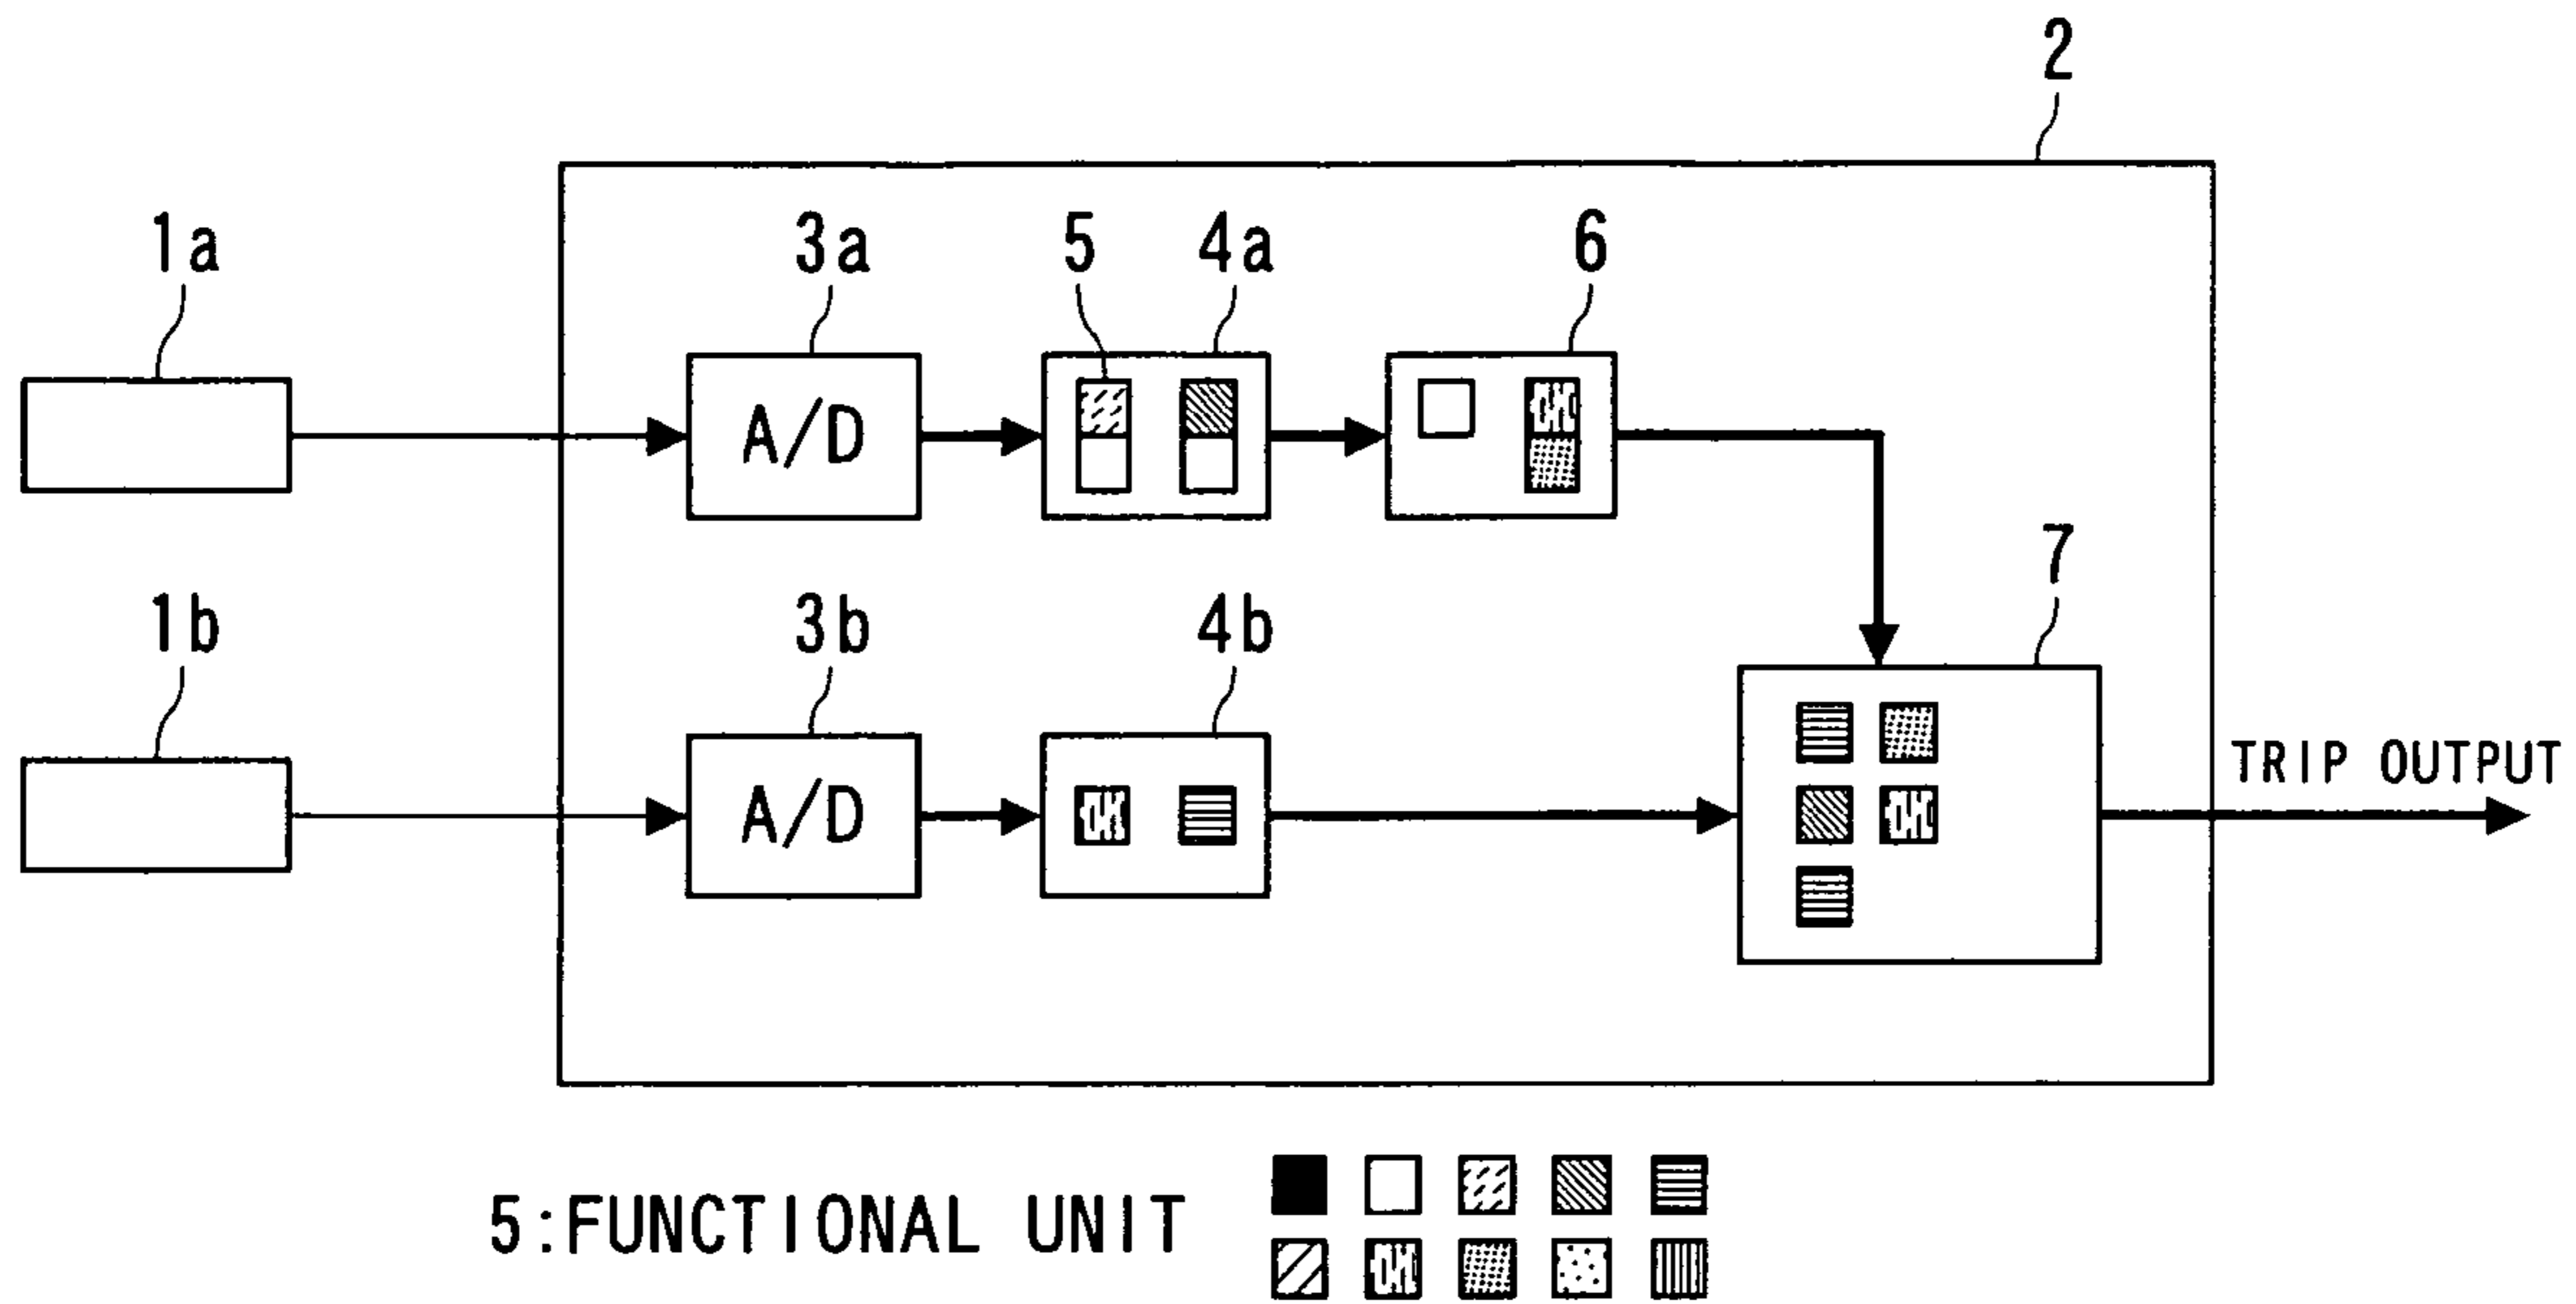 2
1a
3a
5
4a
6
A/D
7
1b
3b
4b
A/D
TRIP OUTPUT
5:FUNCTIONAL UNIT